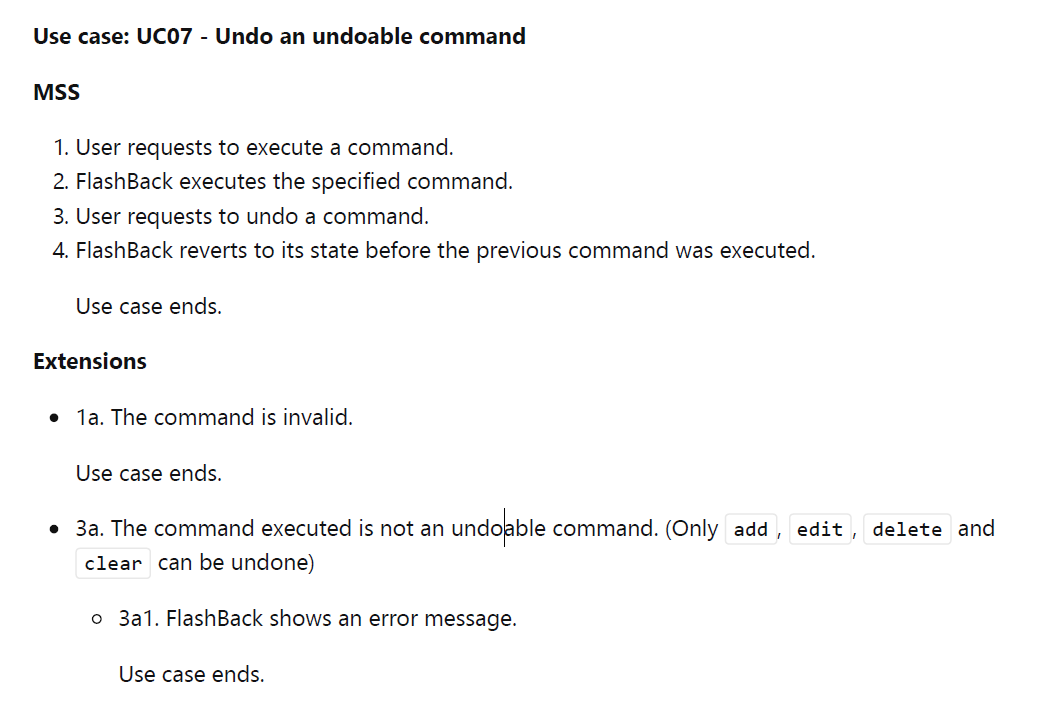 Use case: UC07 - Undo an undoable command
MSS
1. User requests to execute a command.
2. FlashBack executes the specified command.
3. User requests to undo a command.
4. FlashBack reverts to its state before the previous command was executed.
Use case ends.
Extensions
• 1a. The command is invalid.
Use case ends.
• 3a. The command executed is not an undoable command. (Only add, edit, delete and
clear can be undone)
○ 3a1. FlashBack shows an error message.
Use case ends.